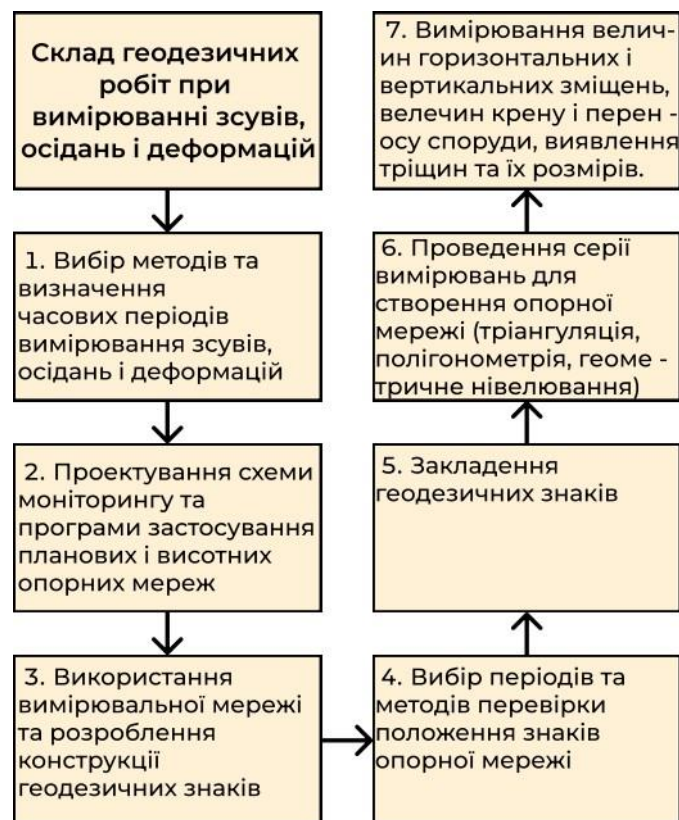 Склад геодезичних
робіт при
вимірюванні зсувів,
осідань і деформацій
1. Вибір методів та
визначення
часових періодів
вимірювання зсувів,
осідань і деформацій
2. Проектування схеми
моніторингу та
програми застосування
планових і висотних
опорних мереж
3. Використання
вимірювальної мережі
та розроблення
конструкції
геодезичних знаків
4. Вибір періодів та
методів перевірки
положення знаків
опорної мережі
5. Закладення
геодезичних знаків
6. Проведення серії
вимірювань для
створення опорної
мережі (тріангуляція,
полігонометрія, геоме -
тричне нівелювання)
7. Вимірювання велич-
ин горизонтальних і
вертикальних зміщень,
велечин крену і перен -
осу споруди, виявлення
тріщин та їх розмірів.